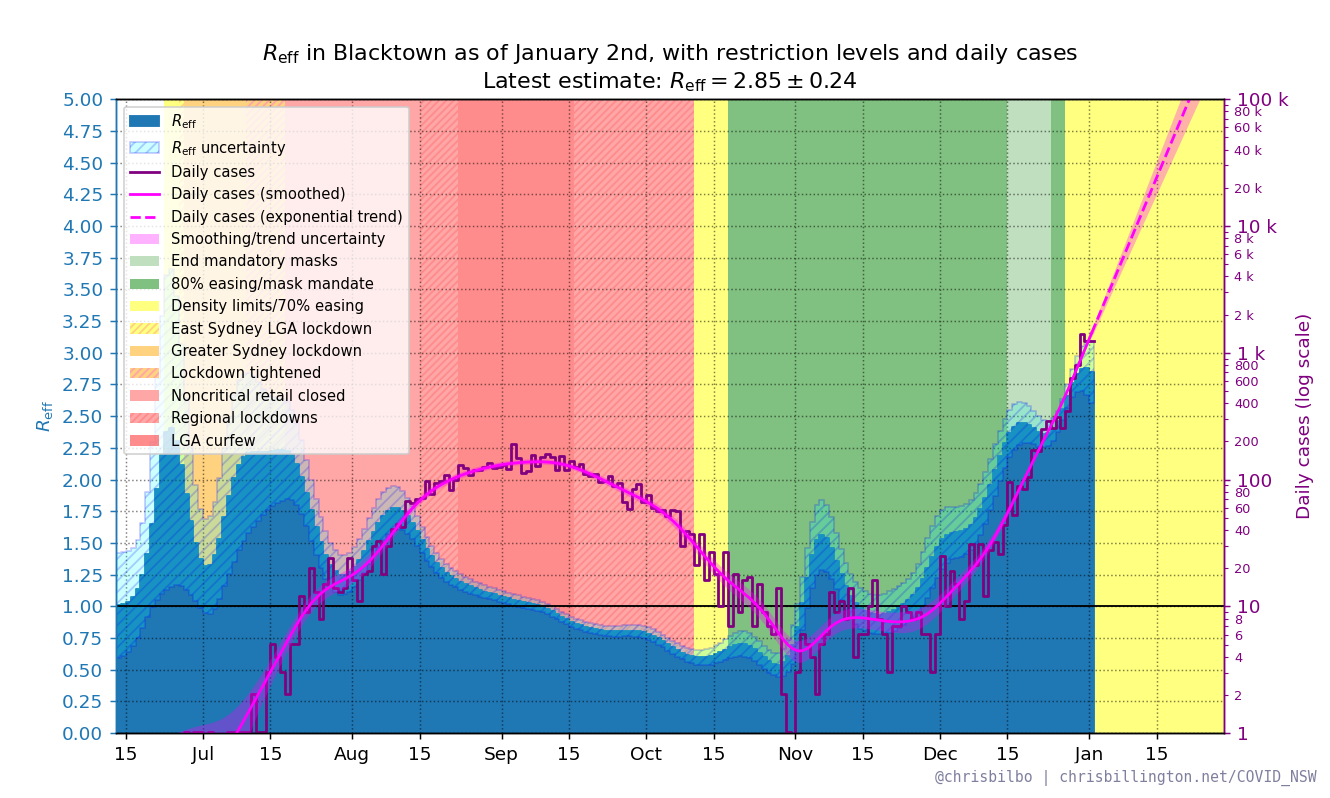 R_eff in Blacktown as of January 2nd, with restriction levels and daily cases
Latest estimate: R_eff = 2.85 ± 0.24
5.00
4.75
4.50
4.25
4.00
3.75
3.50
3.25
3.00
2.75
2.50
2.25
2.00
1.75
1.50
1.25
1.00
0.75
0.50
0.25
0.00
R_eff
R_eff
R_eff uncertainty
Daily cases
Daily cases (smoothed)
Daily cases (exponential trend)
Smoothing/trend uncertainty
End mandatory masks
80% easing/mask mandate
Density limits/70% easing
East Sydney LGA lockdown
Greater Sydney lockdown
Lockdown tightened
Noncritical retail closed
Regional lockdowns
LGA curfew
100 k
80 k
60 k
40 k
20 k
10 k
8 k
6 k
4 k
2 k
1 k
800
600
400
200
100
80
60
40
20
10
8
6
4
2
1
Daily cases (log scale)
15 Jul 15 Aug 15 Sep 15 Oct 15 Nov 15 Dec 15 Jan 15
@chrisbilbo | chrisbillington.net/COVID_NSW